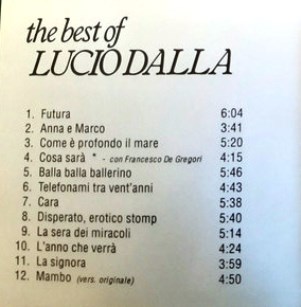 the best of
LUCIO DALLA
1. Futura 6:04
2. Anna e Marco 3:41
3. Come è profondo il mare 5:20
4. Cosa sarà * - con Francesco De Gregori 4:15
5. Balla balla ballerino 5:46
6. Telefonami tra vent'anni 4:43
7. Cara 5:38
8. Disperato, erotico stomp 5:40
9. La sera dei miracoli 5:14
10. L'anno che verrà 4:24
11. La signora 3:59
12. Mambo (vers. originale) 4:50